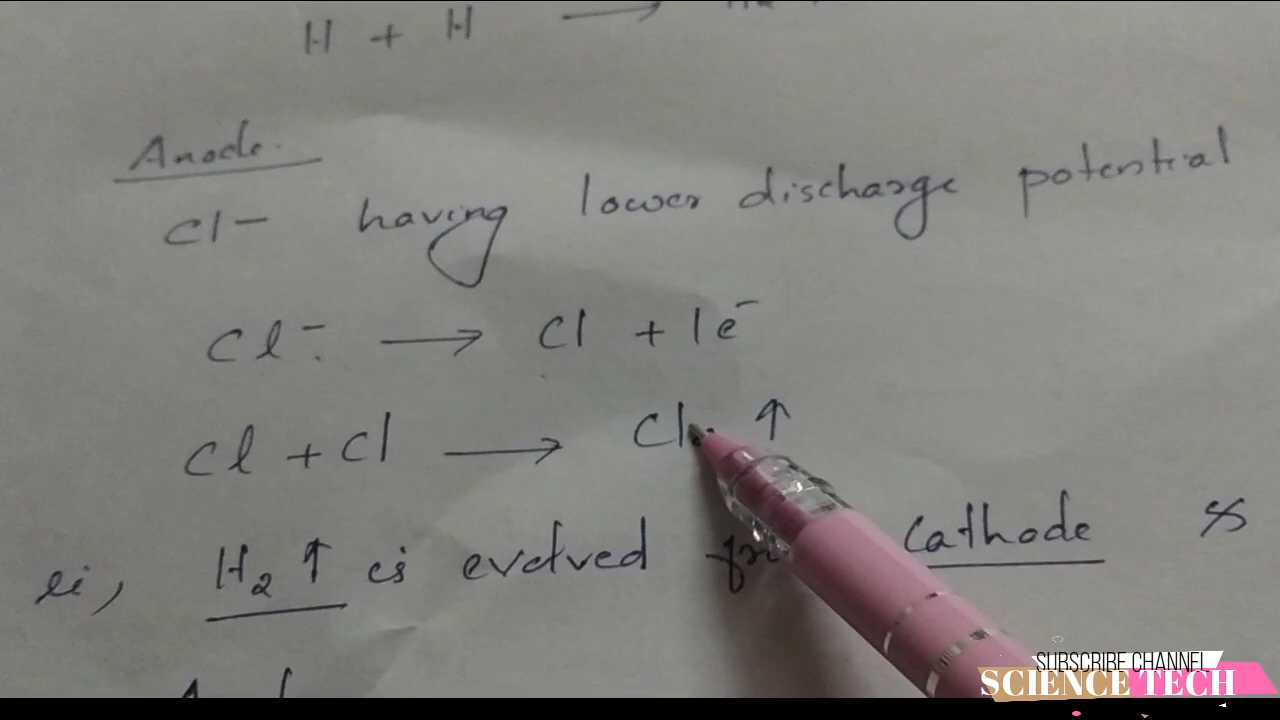 H + H →
Anode
Cl- having lower discharge potential
Cl- → Cl + 1e-
Cl + Cl → Cl ↑
ie, H2 ↑ is evolved cathode &
SUBSCRIBE CHANNEL
SCIENCE TECH